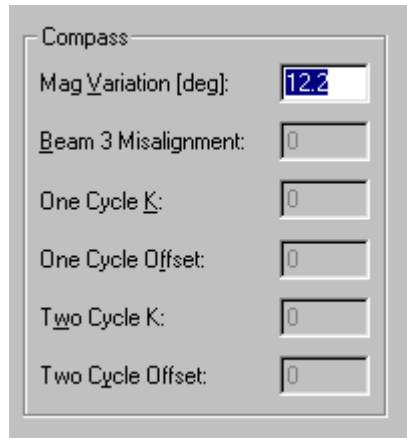 Compass
Mag Variation [deg]: 12.2
Beam 3 Misalignment: 0
One Cycle K: 0
One Cycle Offset: 0
Two Cycle K: 0
Two Cycle Offset: 0